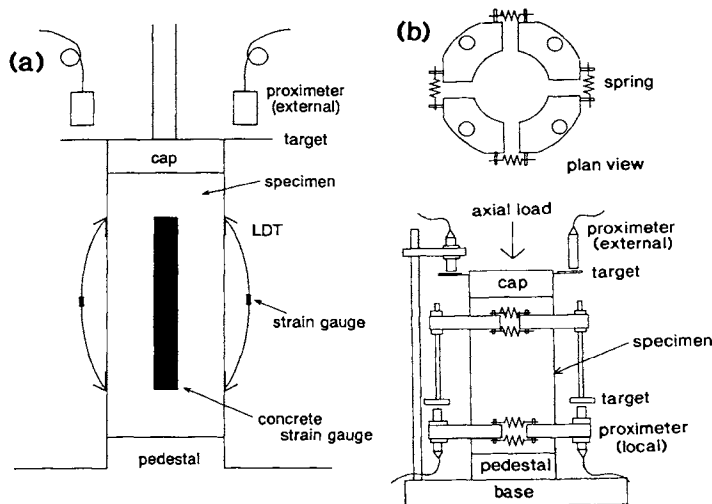 (a)
proximeter
(external)
target
cap
specimen
LDT
strain gauge
concrete
strain gauge
pedestal
(b)
spring
plan view
axial load
proximeter
(external)
target
cap
specimen
target
proximeter
(local)
pedestal
base